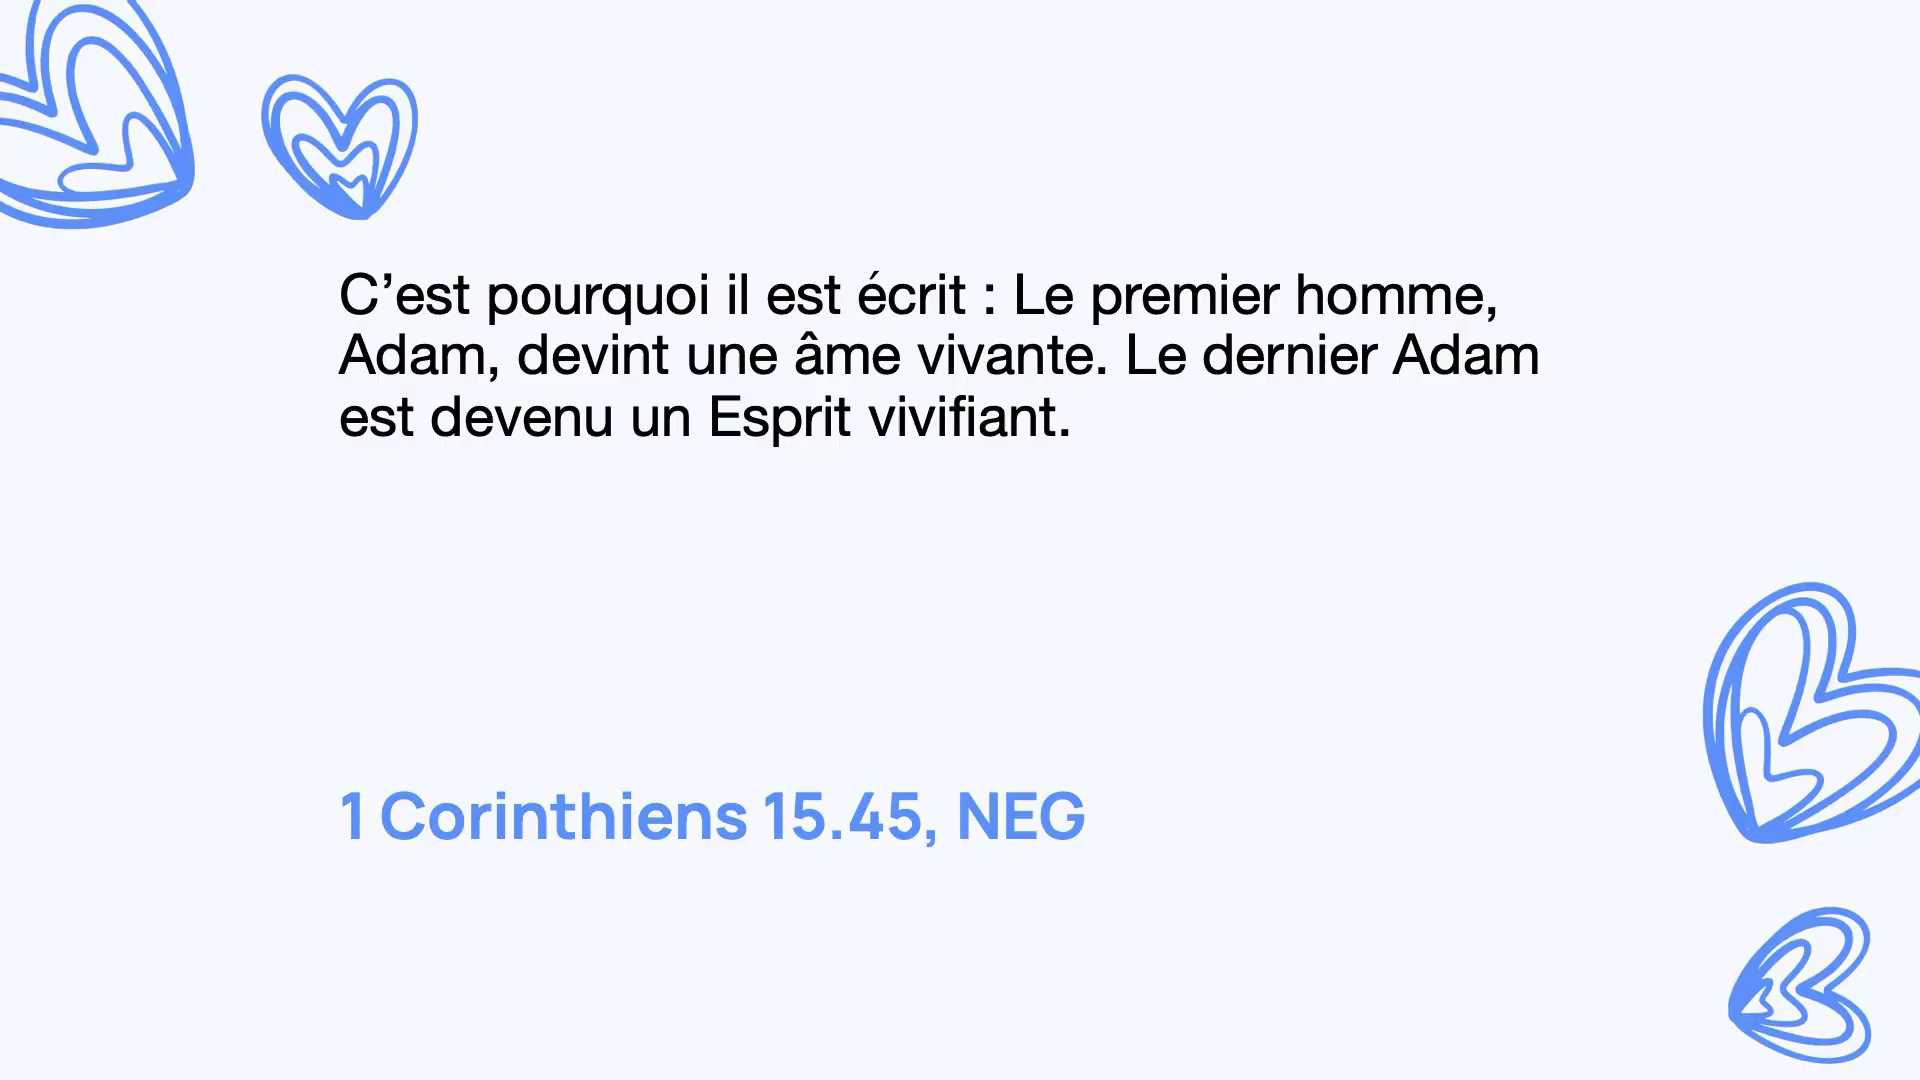 C’est pourquoi il est écrit : Le premier homme,
Adam, devint une âme vivante. Le dernier Adam
est devenu un Esprit vivifiant.
1 Corinthiens 15.45, NEG